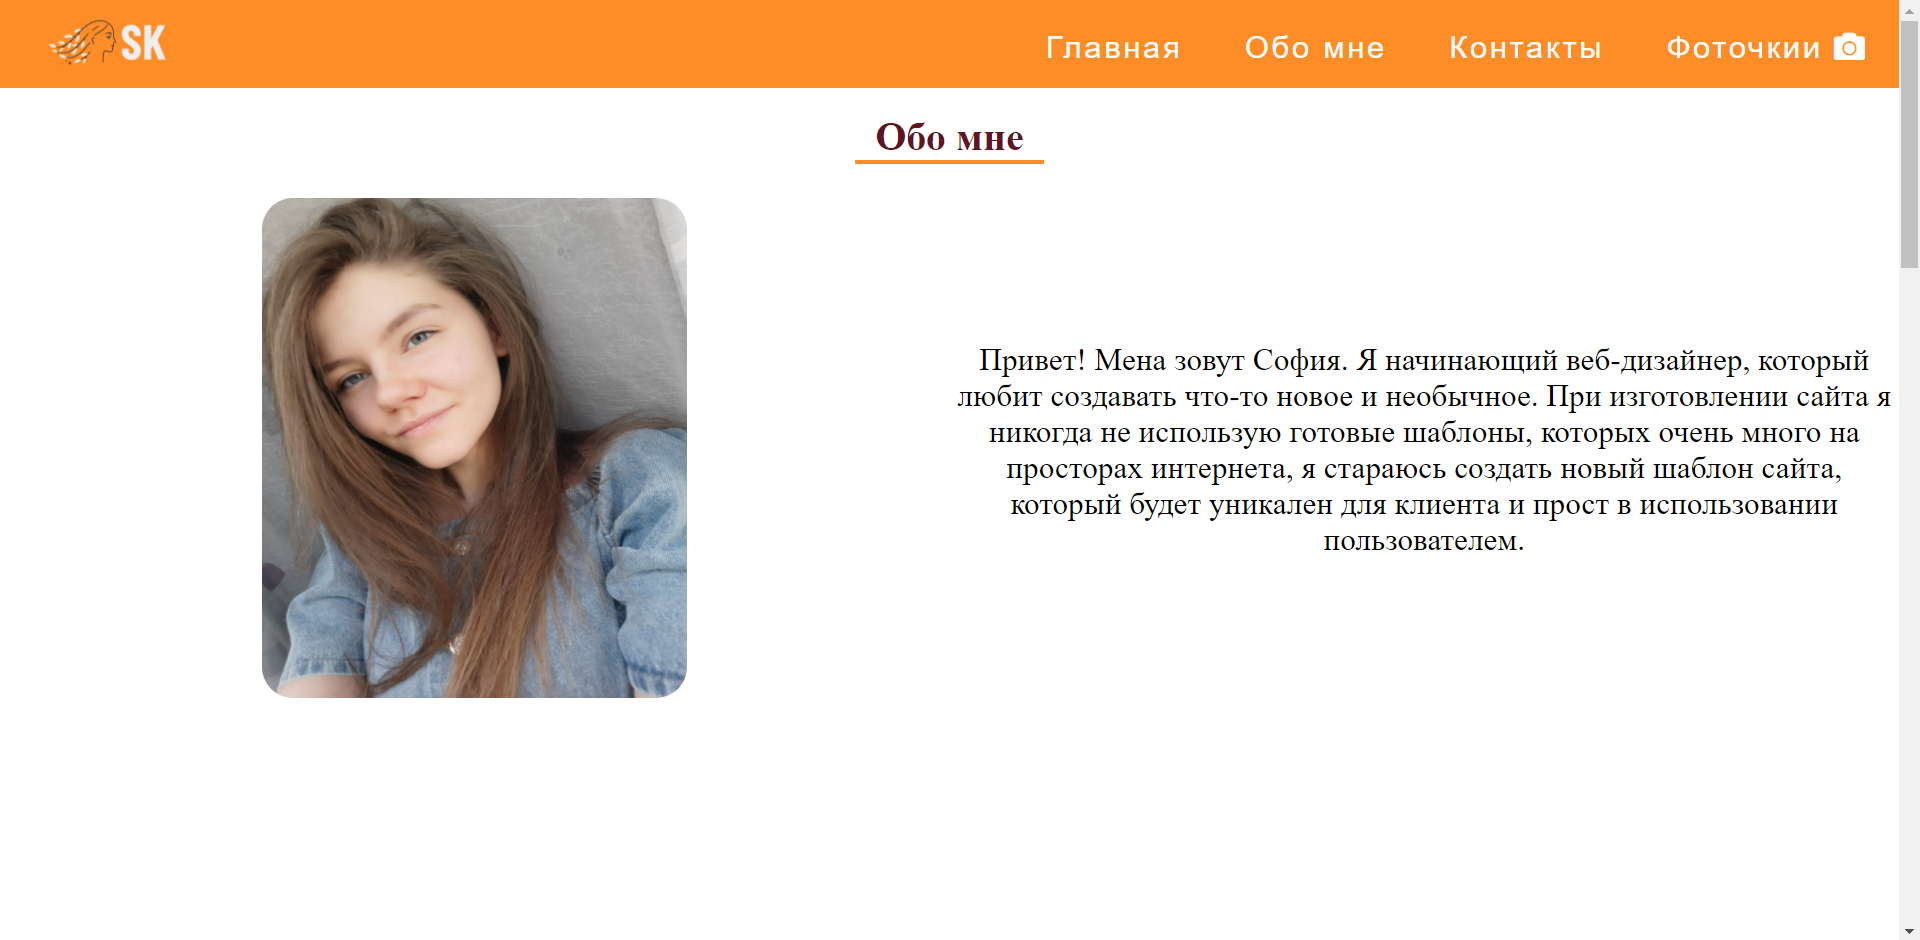 SK
Главная Обо мне Контакты Фоточкии
Обо мне
Привет! Мена зовут София. Я начинающий веб-дизайнер, который
любит создавать что-то новое и необычное. При изготовлении сайта я
никогда не использую готовые шаблоны, которых очень много на
просторах интернета, я стараюсь создать новый шаблон сайта,
который будет уникален для клиента и прост в использовании
пользователем.